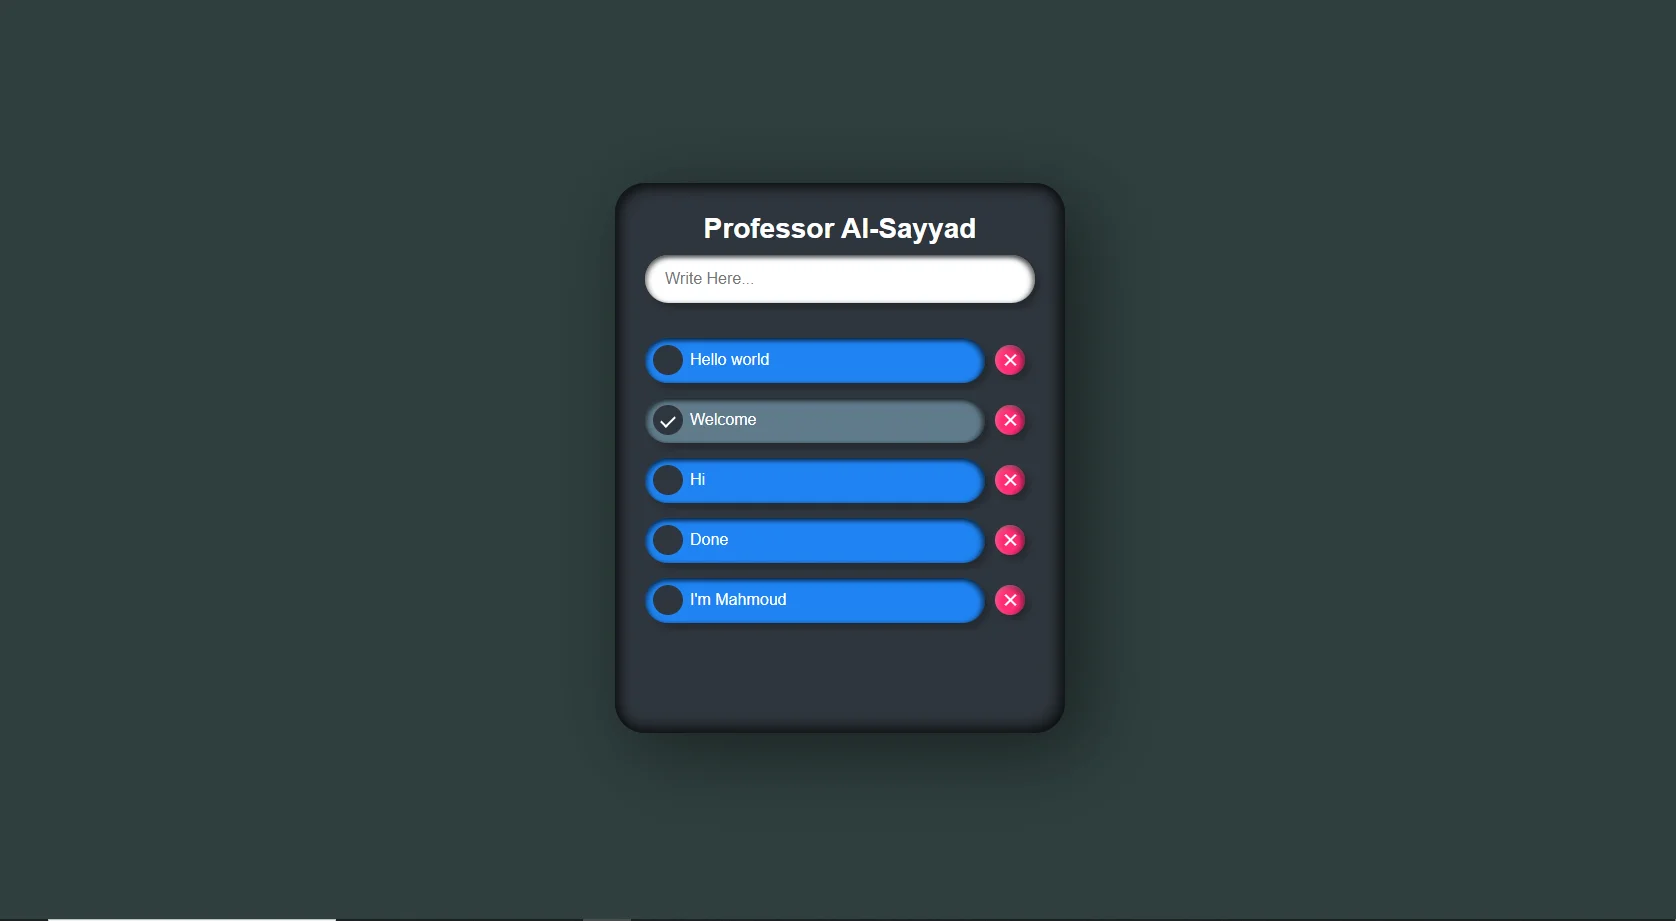 Professor Al-Sayyad
Write Here...
Hello world
Welcome
Hi
Done
I'm Mahmoud